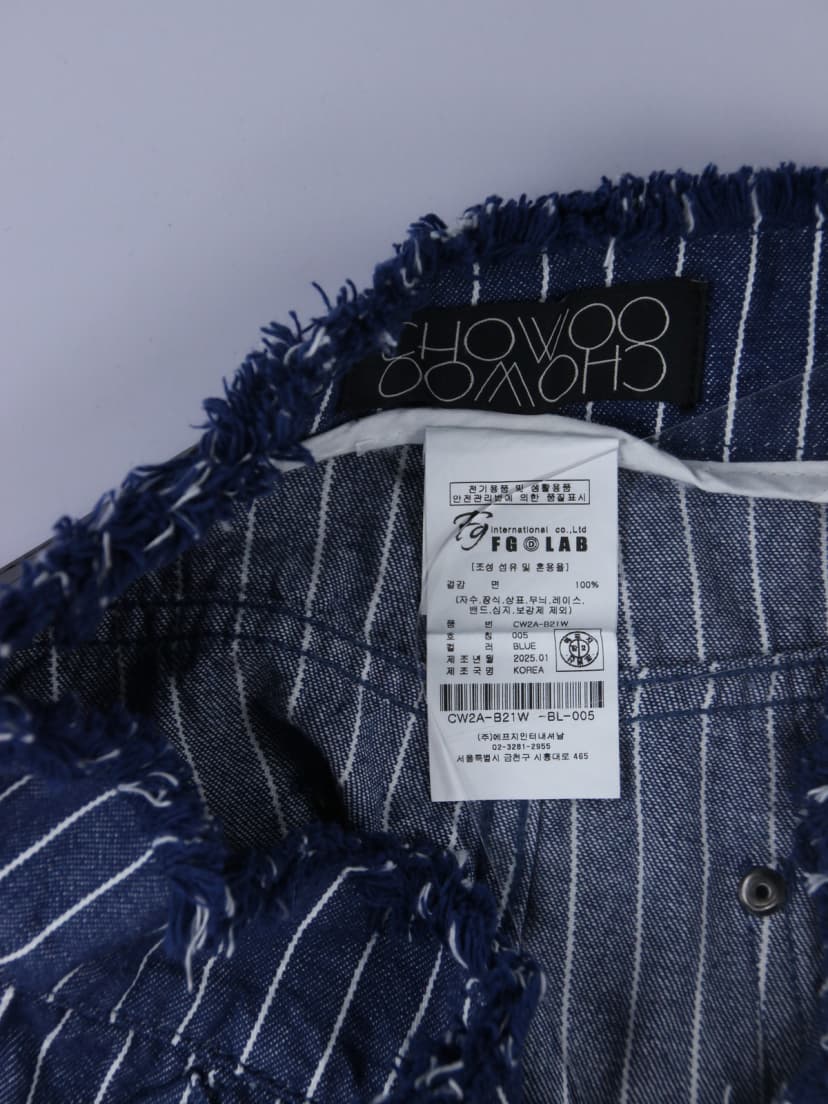 CHOWOO
CHOWOO
전기용품 및 생활용품
안전관리법에 의한 품질표시
Fg international co.,Ltd
FG LAB
[조성 섬유 및 혼용율]
겉감 면 100%
(자수,장식,상표,무늬,레이스,
밴드,심지,보강제 제외)
품 번 CW2A-B21W
호 칭 005
컬 러 BLUE
제 조 년 월 2025.01
제 조 국 명 KOREA
CW2A-B21W -BL-005
(주)에프지인터내셔날
02-3281-2955
서울특별시 금천구 시흥대로 465